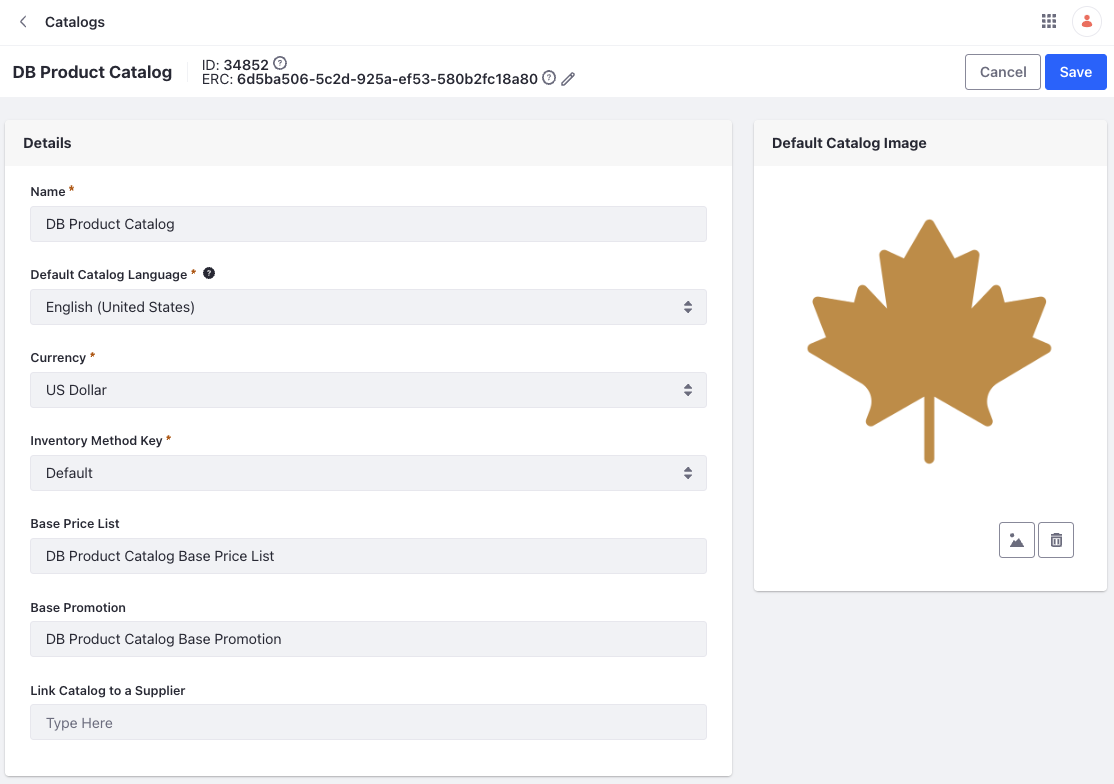 Catalogs
DB Product Catalog
ID: 34852
ERC: 6d5ba506-5c2d-925a-ef53-580b2fc18a80
Cancel
Save
Details
Name *
DB Product Catalog
Default Catalog Language *
English (United States)
Currency *
US Dollar
Inventory Method Key *
Default
Base Price List
DB Product Catalog Base Price List
Base Promotion
DB Product Catalog Base Promotion
Link Catalog to a Supplier
Type Here
Default Catalog Image